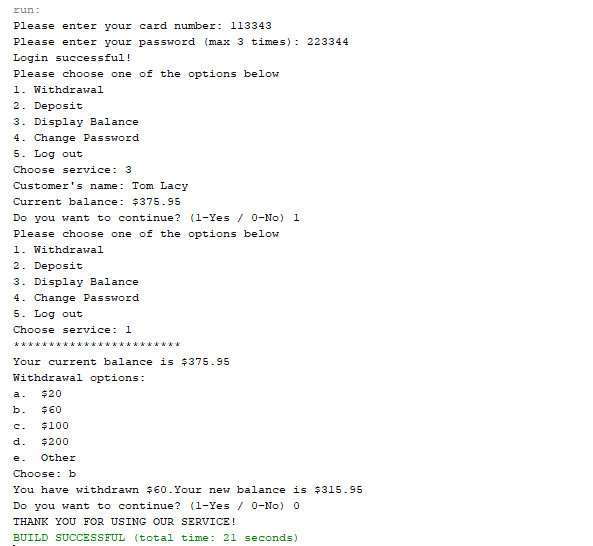 run:
Please enter your card number: 113343
Please enter your password (max 3 times): 223344
Login successful!
Please choose one of the options below
1. Withdrawal
2. Deposit
3. Display Balance
4. Change Password
5. Log out
Choose service: 3
Customer's name: Tom Lacy
Current balance: $375.95
Do you want to continue? (1-Yes / 0-No) 1
Please choose one of the options below
1. Withdrawal
2. Deposit
3. Display Balance
4. Change Password
5. Log out
Choose service: 1
************************
Your current balance is $375.95
Withdrawal options:
a.  $20
b.  $60
c.  $100
d.  $200
e.  Other
Choose: b
You have withdrawn $60.Your new balance is $315.95
Do you want to continue? (1-Yes / 0-No) 0
THANK YOU FOR USING OUR SERVICE!
BUILD SUCCESSFUL (total time: 21 seconds)